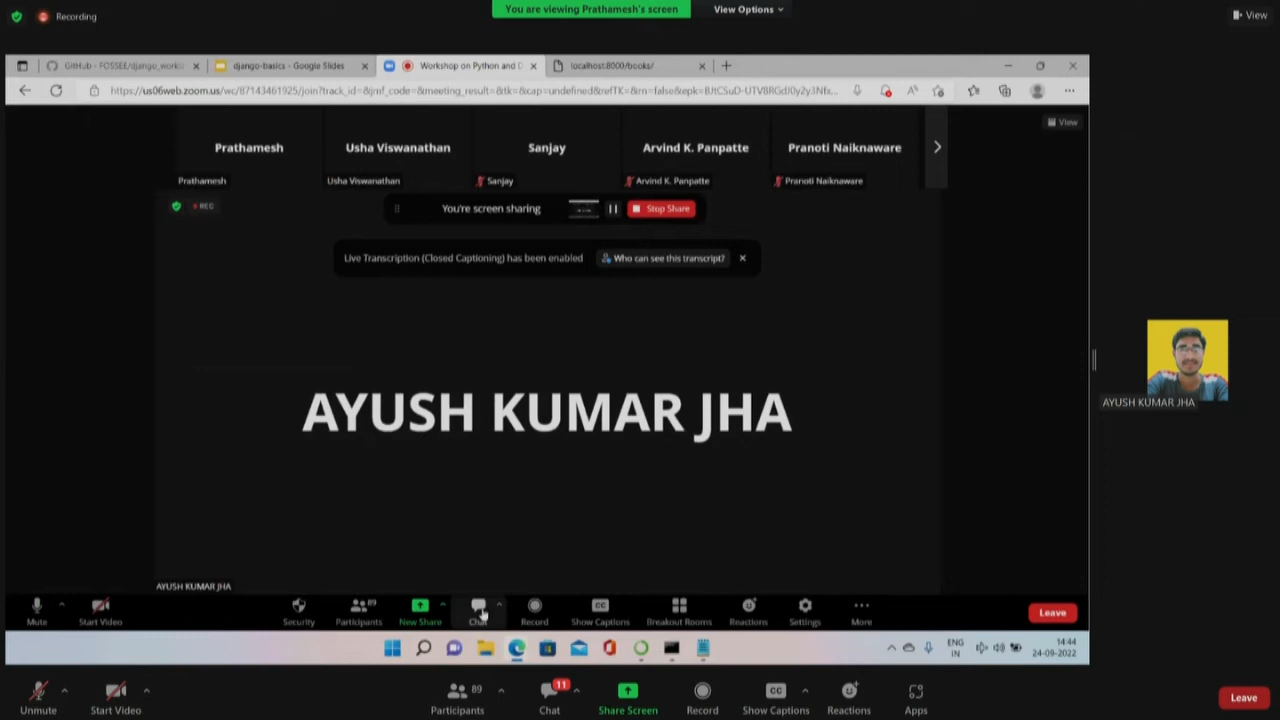 Recording
You are viewing Prathamesh's screen
View Options
View
GitHub - FOSSEE/django_works
django-basics - Google Slides
Workshop on Python and D
localhost:8000/books/
View
Prathamesh
Usha Viswanathan
Sanjay
Arvind K. Panpatte
Pranoti Naiknaware
Prathamesh
Usha Viswanathan
Sanjay
Arvind K. Panpatte
Pranoti Naiknaware
REC
You're screen sharing
Stop Share
Live Transcription (Closed Captioning) has been enabled
Who can see this transcript?
AYUSH KUMAR JHA
AYUSH KUMAR JHA
AYUSH KUMAR JHA
Mute
Start Video
Security
89
Participants
New Share
Chat
Record
CC
Show Captions
Breakout Rooms
Reactions
Settings
More
Leave
ENG
IN
14:44
24-09-2022
Unmute
Start Video
89
Participants
11
Chat
Share Screen
Record
CC
Show Captions
Reactions
Apps
Leave